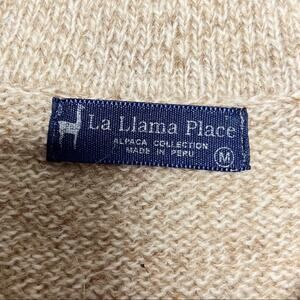 La Llama Place
ALPACA COLLECTION
MADE IN PERU
M